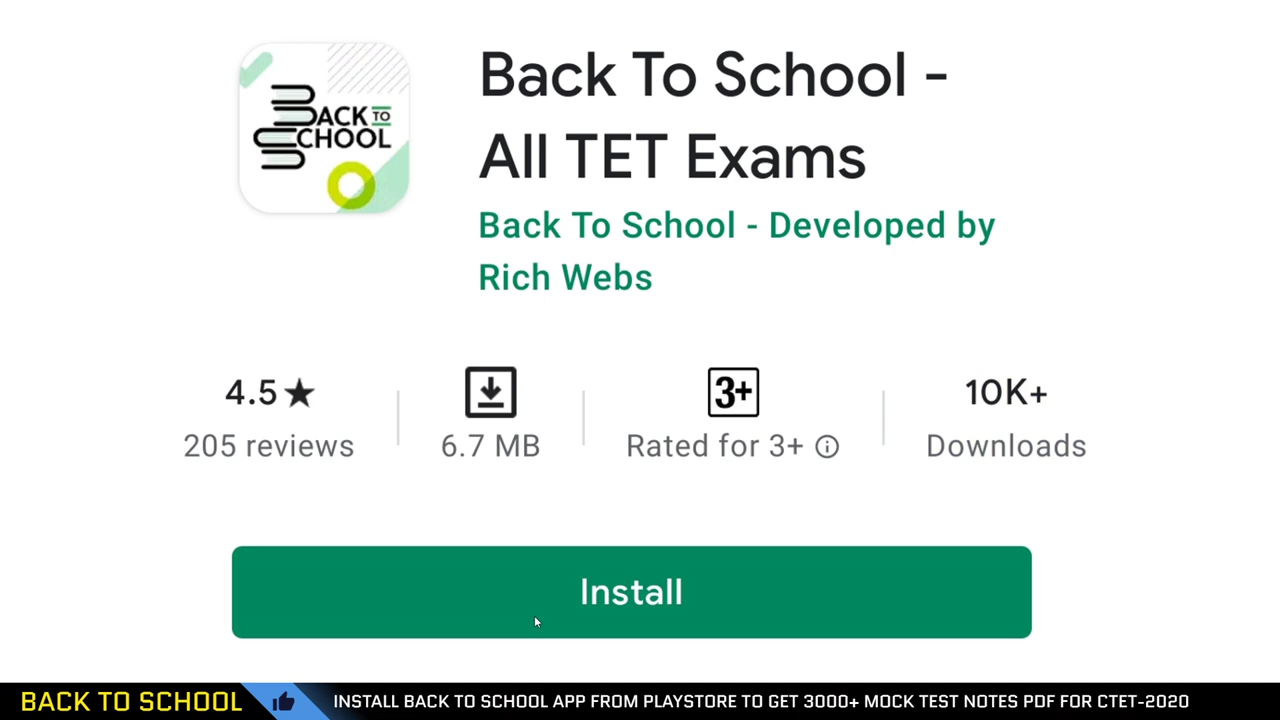 BACK TO
SCHOOL
Back To School -
All TET Exams
Back To School - Developed by
Rich Webs
4.5★
205 reviews
6.7 MB
3+
Rated for 3+
10K+
Downloads
Install
BACK TO SCHOOL
INSTALL BACK TO SCHOOL APP FROM PLAYSTORE TO GET 3000+ MOCK TEST NOTES PDF FOR CTET-2020